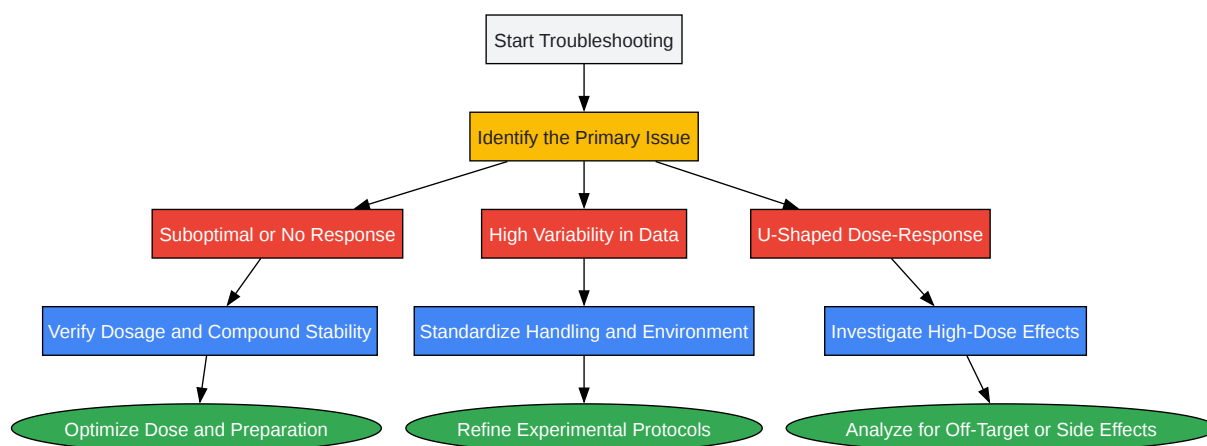 Start Troubleshooting
Identify the Primary Issue
Suboptimal or No Response
High Variability in Data
U-Shaped Dose-Response
Verify Dosage and Compound Stability
Standardize Handling and Environment
Investigate High-Dose Effects
Optimize Dose and Preparation
Refine Experimental Protocols
Analyze for Off-Target or Side Effects